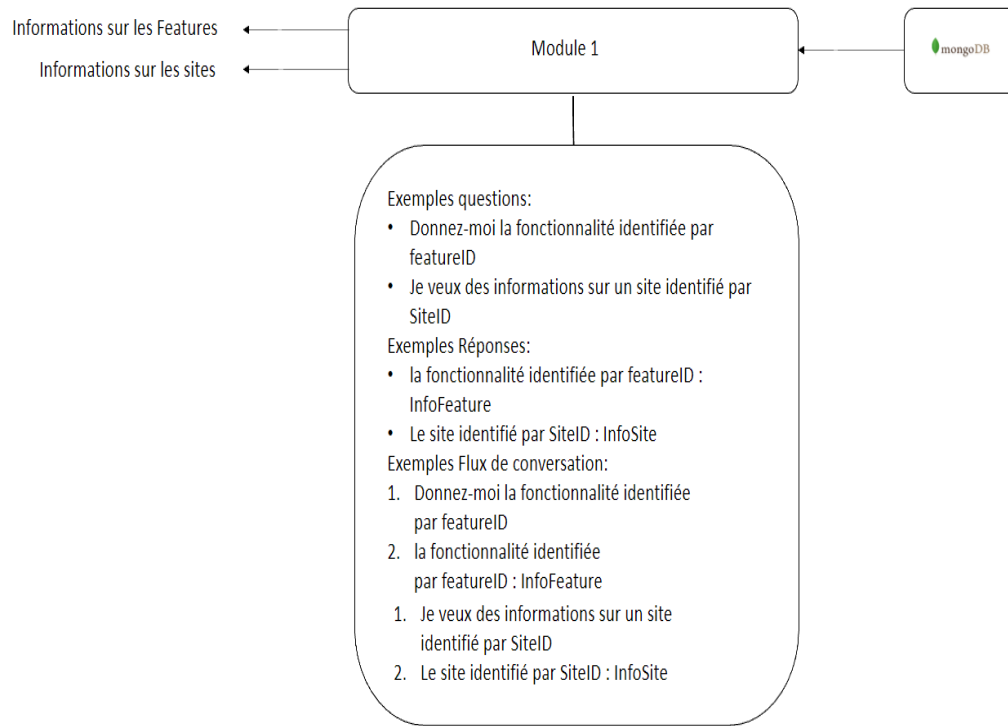 Informations sur les Features
Informations sur les sites
Module 1
mongoDB
Exemples questions:
• Donnez-moi la fonctionnalité identifiée par
featureID
• Je veux des informations sur un site identifié par
SiteID
Exemples Réponses:
• la fonctionnalité identifiée par featureID :
InfoFeature
• Le site identifié par SiteID : InfoSite
Exemples Flux de conversation:
1. Donnez-moi la fonctionnalité identifiée
par featureID
2. la fonctionnalité identifiée
par featureID : InfoFeature
1. Je veux des informations sur un site
identifié par SiteID
2. Le site identifié par SiteID : InfoSite